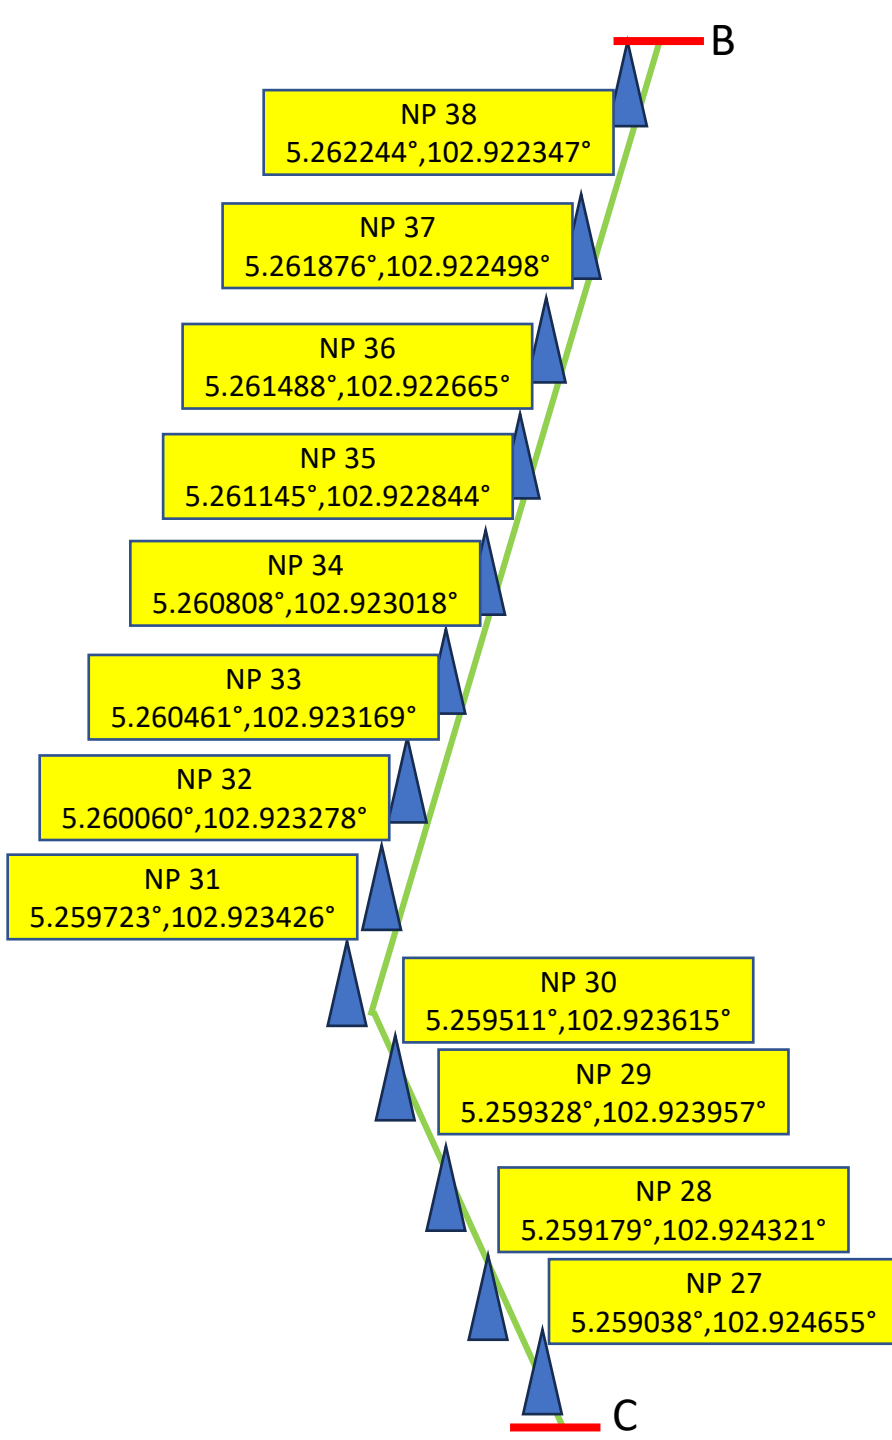 B
NP 38
5.262244°,102.922347°
NP 37
5.261876°,102.922498°
NP 36
5.261488°,102.922665°
NP 35
5.261145°,102.922844°
NP 34
5.260808°,102.923018°
NP 33
5.260461°,102.923169°
NP 32
5.260060°,102.923278°
NP 31
5.259723°,102.923426°
NP 30
5.259511°,102.923615°
NP 29
5.259328°,102.923957°
NP 28
5.259179°,102.924321°
NP 27
5.259038°,102.924655°
C